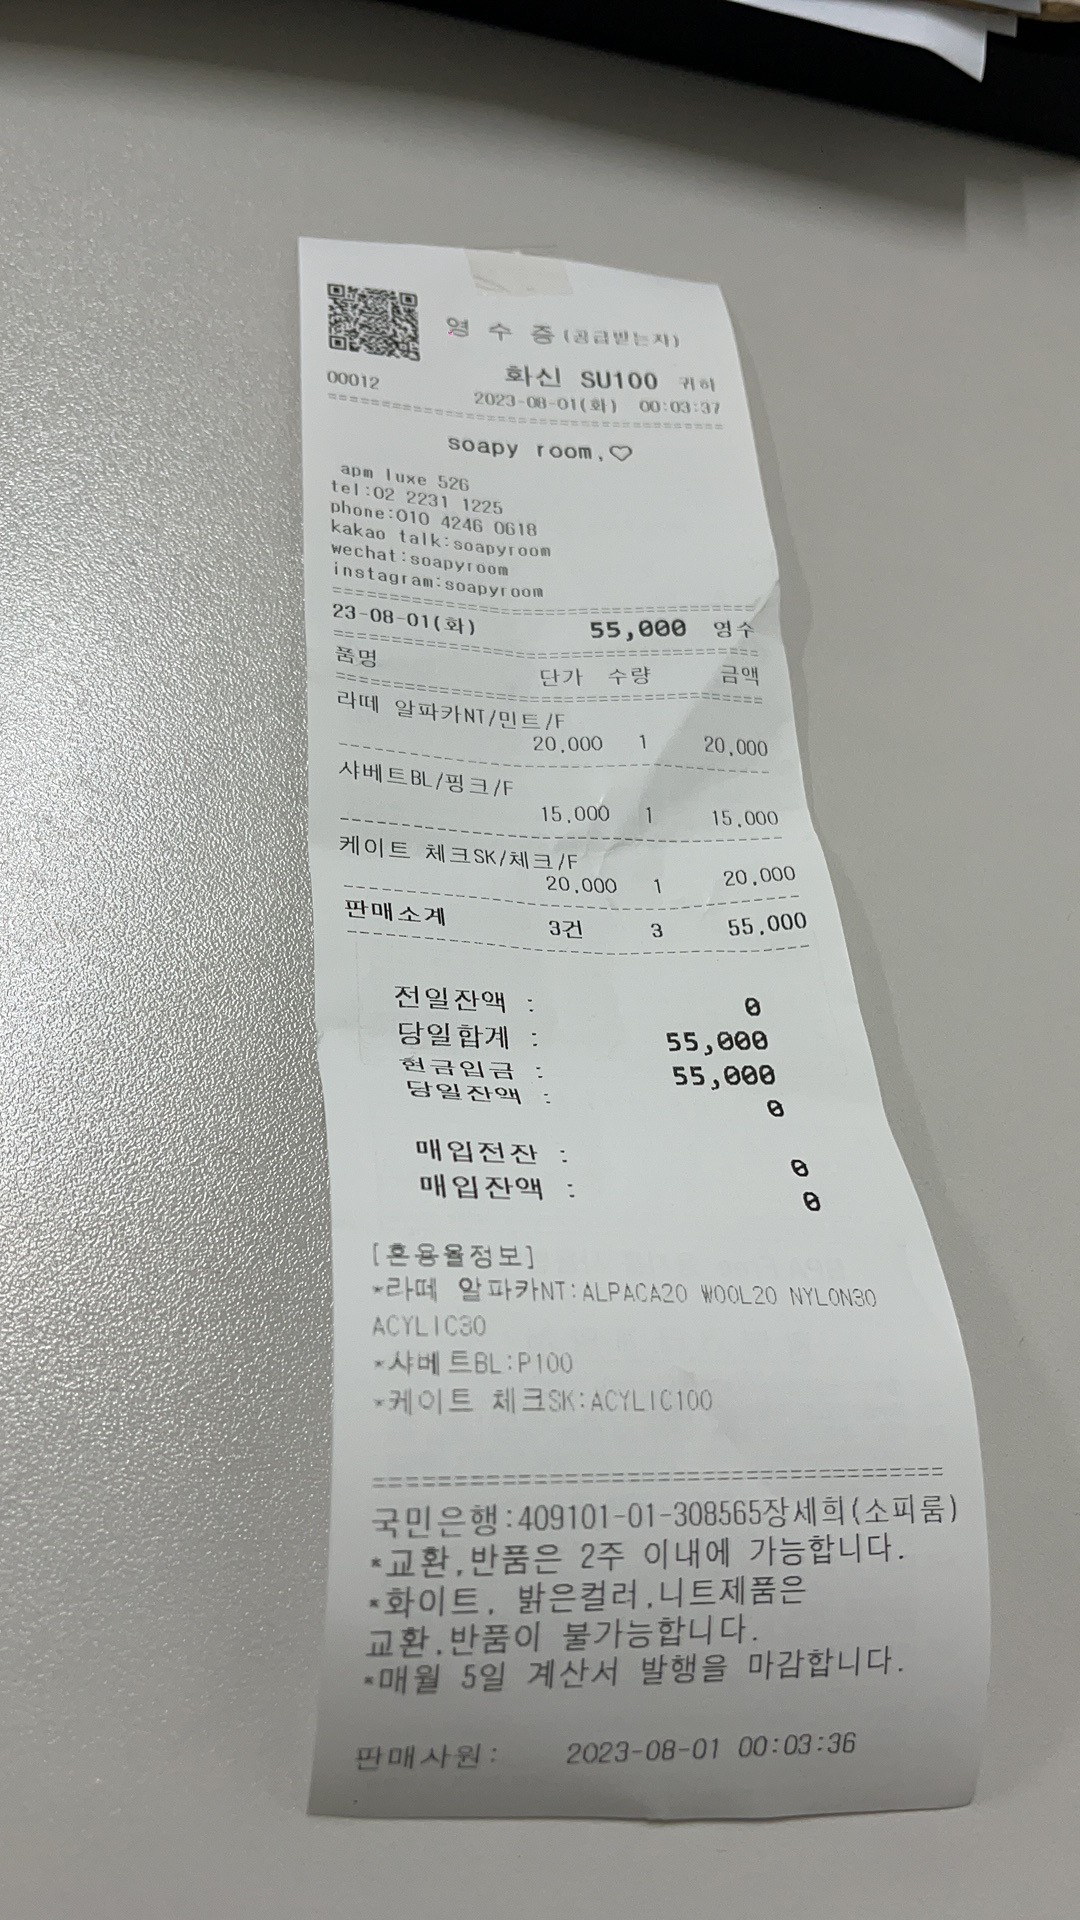 영 수 증(공급받는자)
화신 SU100 귀하
00012
2023-08-01(화) 00:03:37
=====================================
soapy room,♡
apm luxe 526
tel:02 2231 1225
phone:010 4246 0618
kakao talk:soapyroom
wechat:soapyroom
instagram:soapyroom
=====================================
23-08-01(화) 55,000 영수
=====================================
품명 단가 수량 금액
=====================================
라떼 알파카NT/민트/F
20,000 1 20,000
-------------------------------------
샤베트BL/핑크/F
15,000 1 15,000
-------------------------------------
케이트 체크SK/체크/F
20,000 1 20,000
-------------------------------------
판매소계 3건 3 55,000
-------------------------------------
전일잔액 : 0
당일합계 : 55,000
현금입금 : 55,000
당일잔액 : 0
매입전잔 : 0
매입잔액 : 0
[혼용율정보]
*라떼 알파카NT:ALPACA20 WOOL20 NYLON30
ACYLIC30
*샤베트BL:P100
*케이트 체크SK:ACYLIC100
=====================================
국민은행:409101-01-308565장세희(소피룸)
*교환,반품은 2주 이내에 가능합니다.
*화이트, 밝은컬러,니트제품은
교환,반품이 불가능합니다.
*매월 5일 계산서 발행을 마감합니다.
판매사원: 2023-08-01 00:03:36